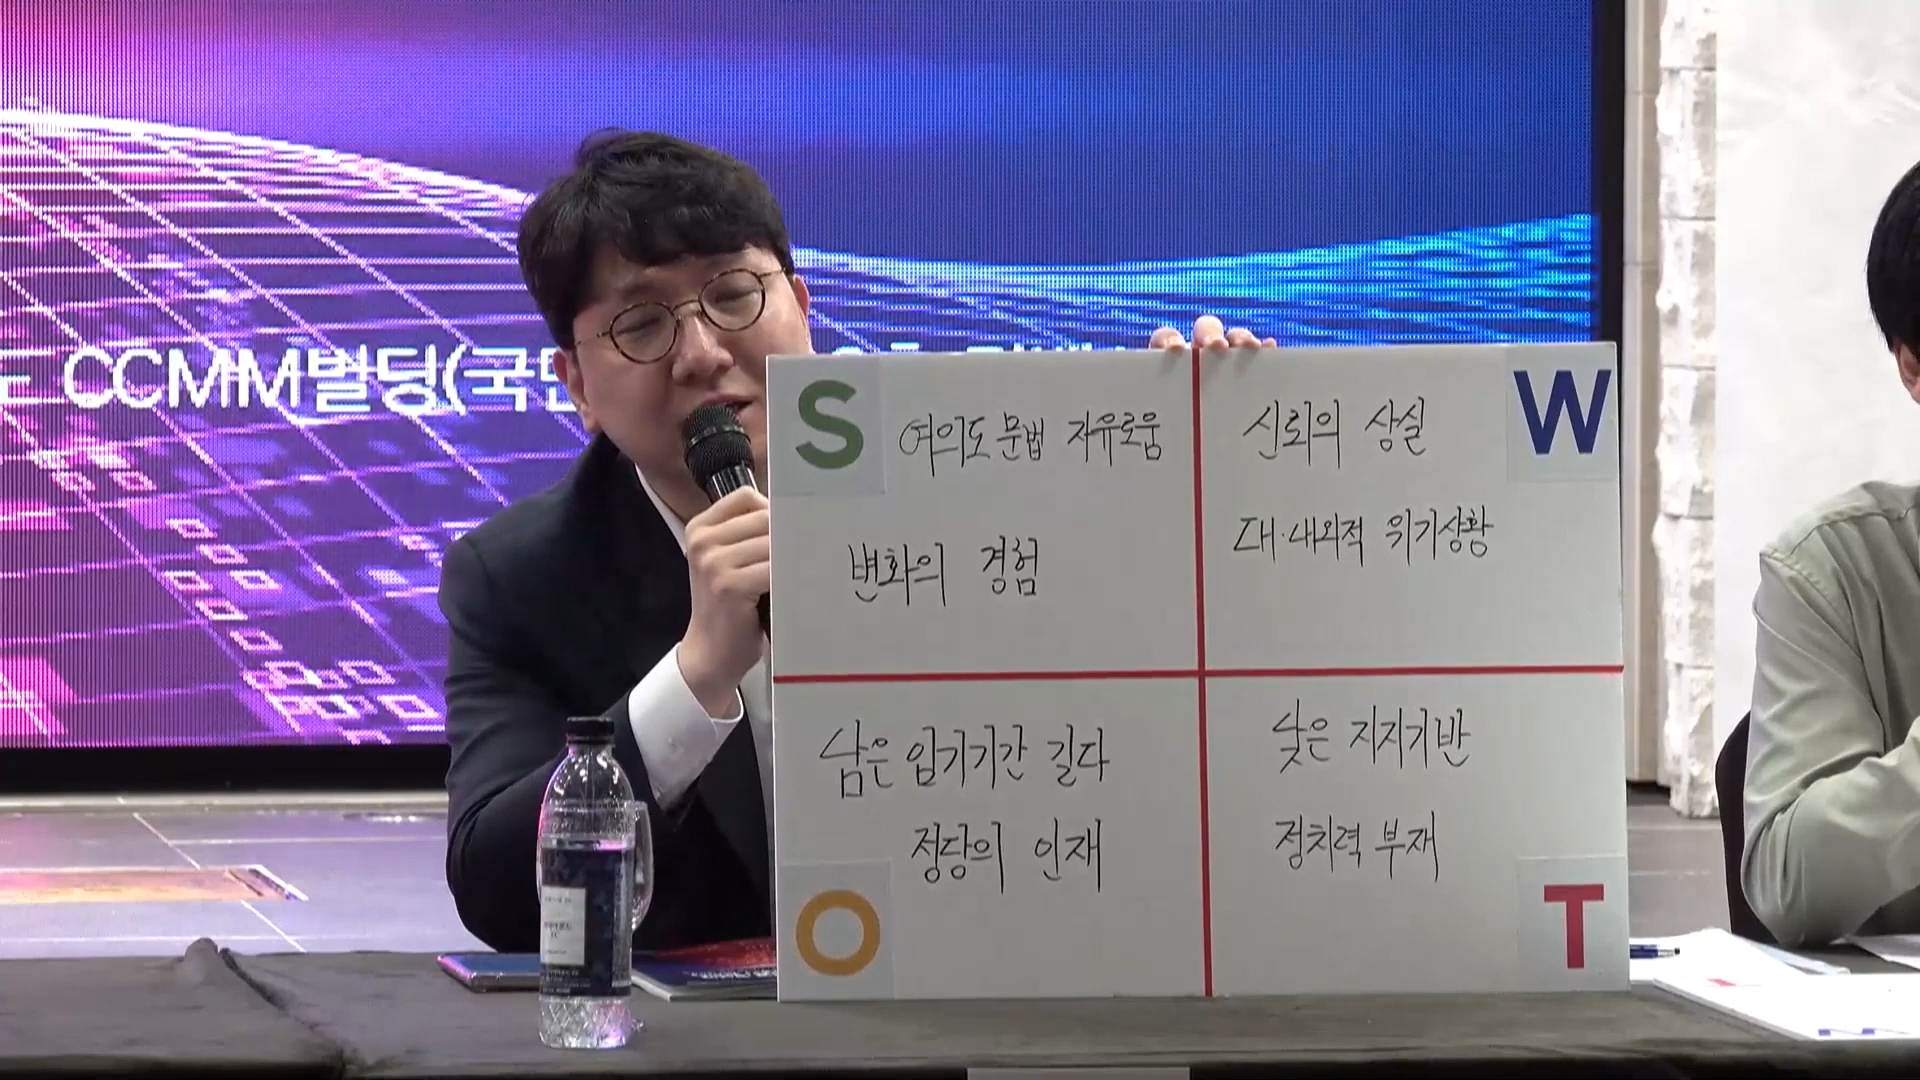 CCMM빌딩(국민
S
여의도 문법 자유로움
변화의 경험
W
신뢰의 상실
대·내외적 위기상황
남은 임기기간 길다
정당의 인재
O
낮은 지지기반
정치력 부재
T